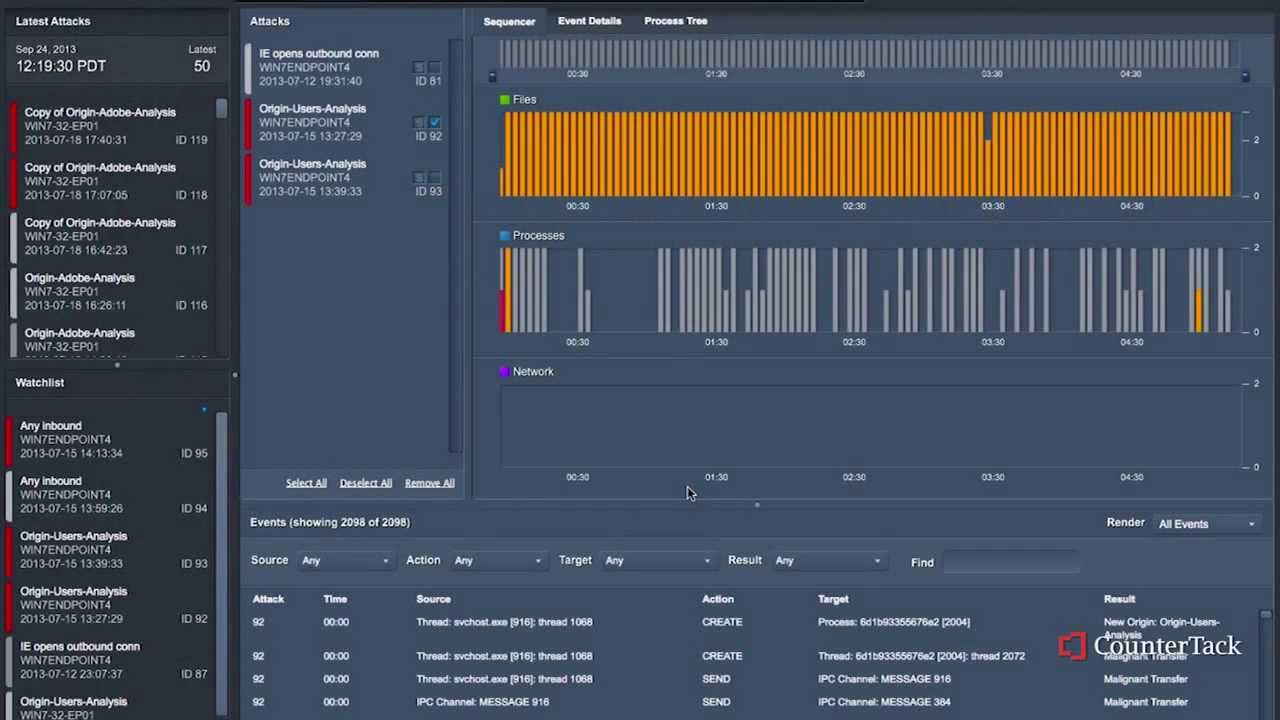 Latest Attacks
Sep 24, 2013
Latest
12:19:30 PDT
50
Copy of Origin-Adobe-Analysis
WIN7-32-EP01
2013-07-18 17:40:31 ID 119
Copy of Origin-Adobe-Analysis
WIN7-32-EP01
2013-07-18 17:07:05 ID 118
Copy of Origin-Adobe-Analysis
WIN7-32-EP01
2013-07-18 16:42:23 ID 117
Origin-Adobe-Analysis
WIN7-32-EP01
2013-07-18 16:26:11 ID 116
Origin-Adobe-Analysis
WIN7-32-EP01
Watchlist
Any inbound
WIN7ENDPOINT4
2013-07-15 14:13:34 ID 95
Any inbound
WIN7ENDPOINT4
2013-07-15 13:59:26 ID 94
Origin-Users-Analysis
WIN7ENDPOINT4
2013-07-15 13:39:33 ID 93
Origin-Users-Analysis
WIN7ENDPOINT4
2013-07-15 13:27:29 ID 92
IE opens outbound conn
WIN7ENDPOINT4
2013-07-12 23:07:37 ID 87
Origin-Users-Analysis
WIN7-32-EP01
Attacks
IE opens outbound conn
WIN7ENDPOINT4
2013-07-12 19:31:40 ID 81
Origin-Users-Analysis
WIN7ENDPOINT4
2013-07-15 13:27:29 ID 92
Origin-Users-Analysis
WIN7ENDPOINT4
2013-07-15 13:39:33 ID 93
Select All Deselect All Remove All
Sequencer Event Details Process Tree
00:30 01:30 02:30 03:30 04:30
Files
2
0
00:30 01:30 02:30 03:30 04:30
Processes
2
0
00:30 01:30 02:30 03:30 04:30
Network
2
0
00:30 01:30 02:30 03:30 04:30
Events (showing 2098 of 2098)
Render All Events
Source Any Action Any Target Any Result Any Find
Attack Time Source Action Target Result
92 00:00 Thread: svchost.exe [916]: thread 1068 CREATE Process: 6d1b93355676e2 [2004] New Origin: Origin-Users-
Analysis
92 00:00 Thread: svchost.exe [916]: thread 1068 CREATE Thread: 6d1b93355676e2 [2004]: thread 2072 Malignant Transfer
92 00:00 Thread: svchost.exe [916]: thread 1068 SEND IPC Channel: MESSAGE 916 Malignant Transfer
92 00:00 IPC Channel: MESSAGE 916 SEND IPC Channel: MESSAGE 384 Malignant Transfer
CounterTack